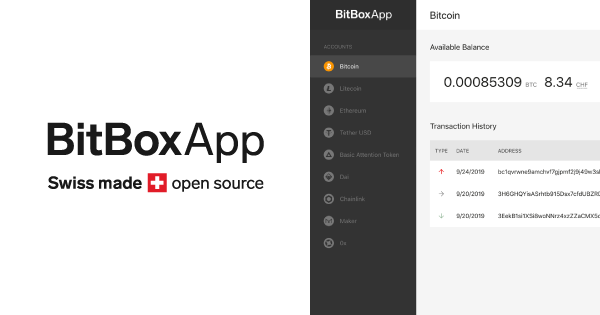 BitBoxApp
Swiss made open source
BitBoxApp
ACCOUNTS
Bitcoin
Litecoin
Ethereum
Tether USD
Basic Attention Token
Dai
Chainlink
Maker
0x
Bitcoin
Available Balance
0.00085309 BTC 8.34 CHF
Transaction History
TYPE DATE ADDRESS
9/24/2019
9/20/2019
9/20/2019